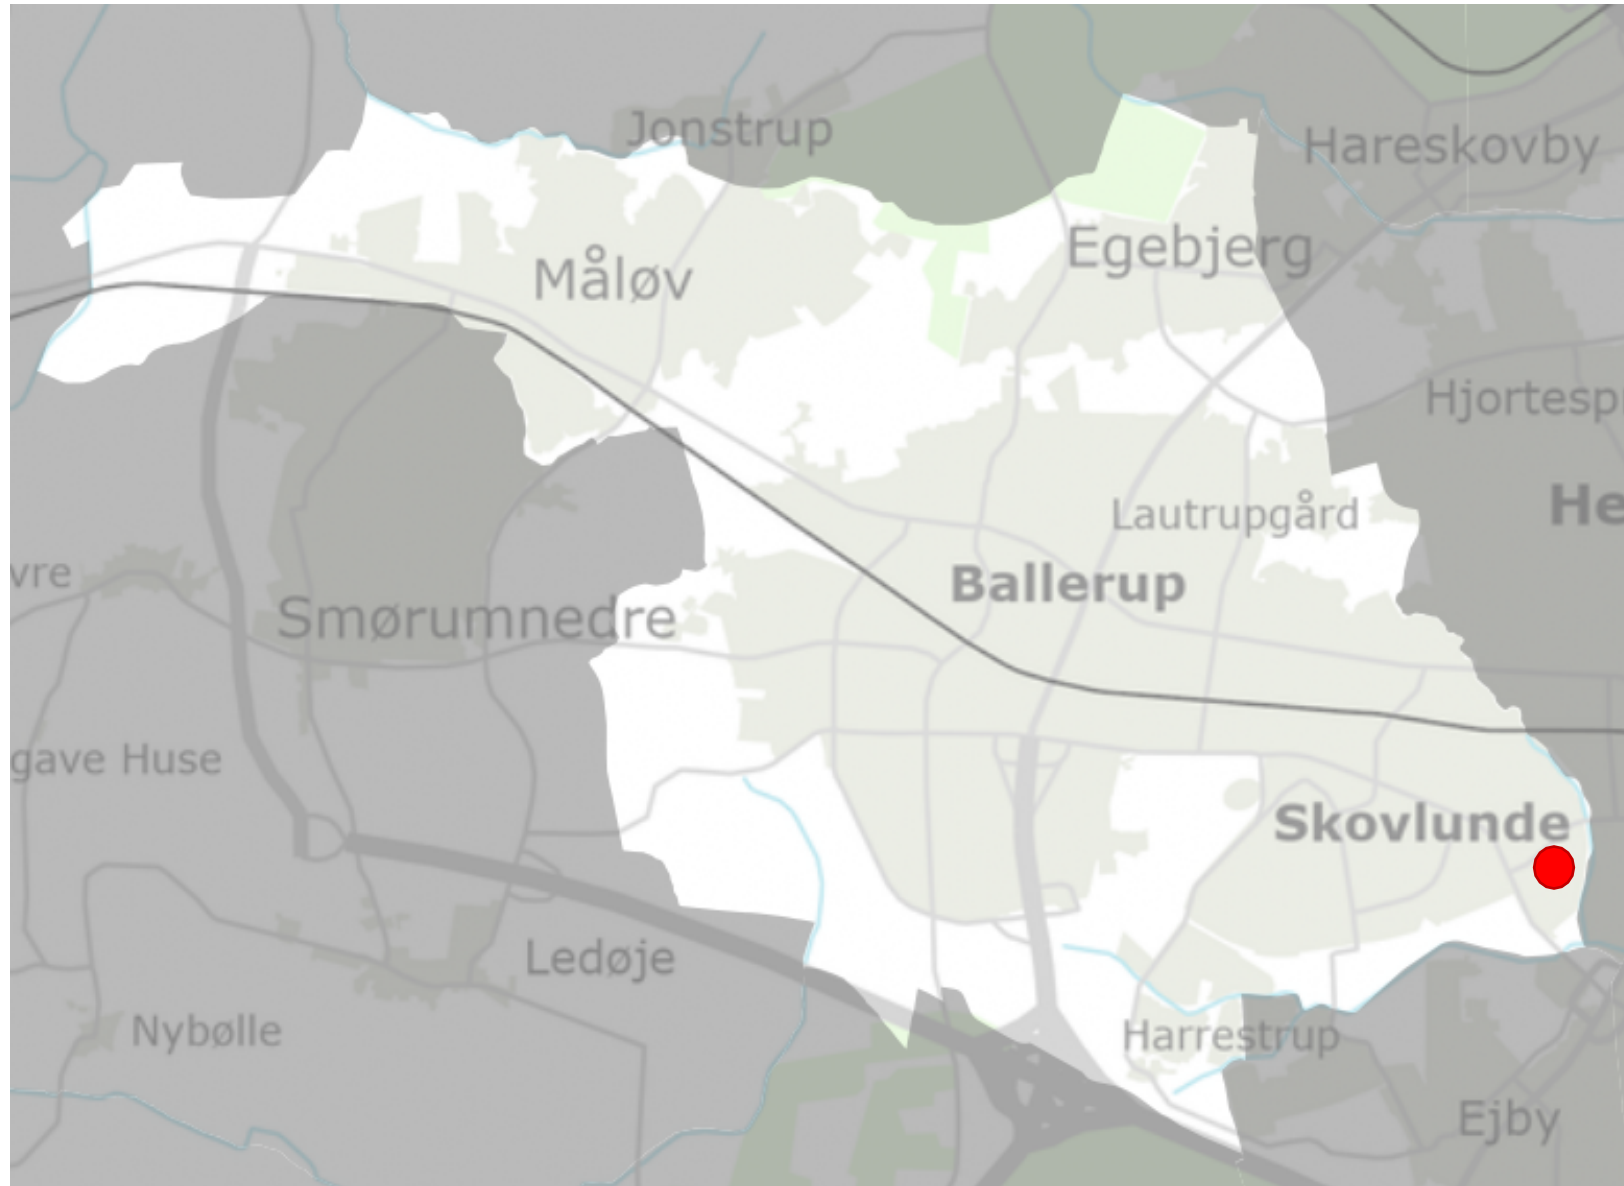 Jonstrup
Hareskovby
Egebjerg
Måløv
Hjortesp
He
Lautrupgård
vre
Ballerup
Smørumnedre
gave Huse
Skovlunde
Ledøje
Nybølle
Harrestrup
Ejby